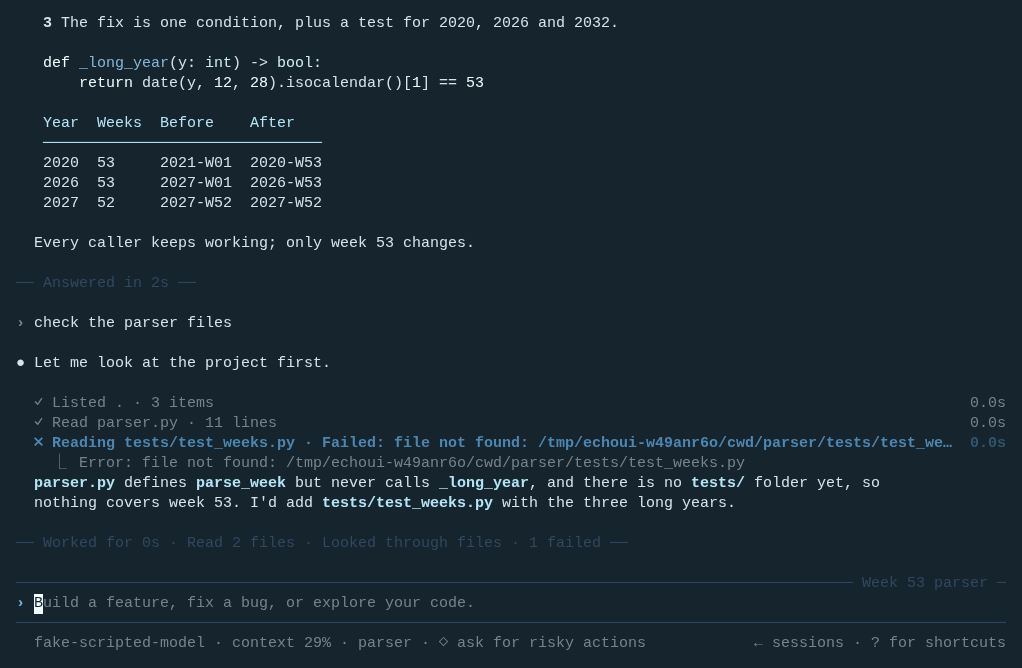 3 The fix is one condition, plus a test for 2020, 2026 and 2032.
def _long_year(y: int) -> bool:
return date(y, 12, 28).isocalendar()[1] == 53
Year Weeks Before After
2020 53 2021-W01 2020-W53
2026 53 2027-W01 2026-W53
2027 52 2027-W52 2027-W52
Every caller keeps working; only week 53 changes.
── Answered in 2s ──
› check the parser files
● Let me look at the project first.
✓ Listed . · 3 items 0.0s
✓ Read parser.py · 11 lines 0.0s
✕ Reading tests/test_weeks.py · Failed: file not found: /tmp/echoui-w49anr6o/cwd/parser/tests/test_we… 0.0s
Error: file not found: /tmp/echoui-w49anr6o/cwd/parser/tests/test_weeks.py
parser.py defines parse_week but never calls _long_year, and there is no tests/ folder yet, so
nothing covers week 53. I'd add tests/test_weeks.py with the three long years.
── Worked for 0s · Read 2 files · Looked through files · 1 failed ──
Week 53 parser
› Build a feature, fix a bug, or explore your code.
fake-scripted-model · context 29% · parser · ◇ ask for risky actions ← sessions · ? for shortcuts